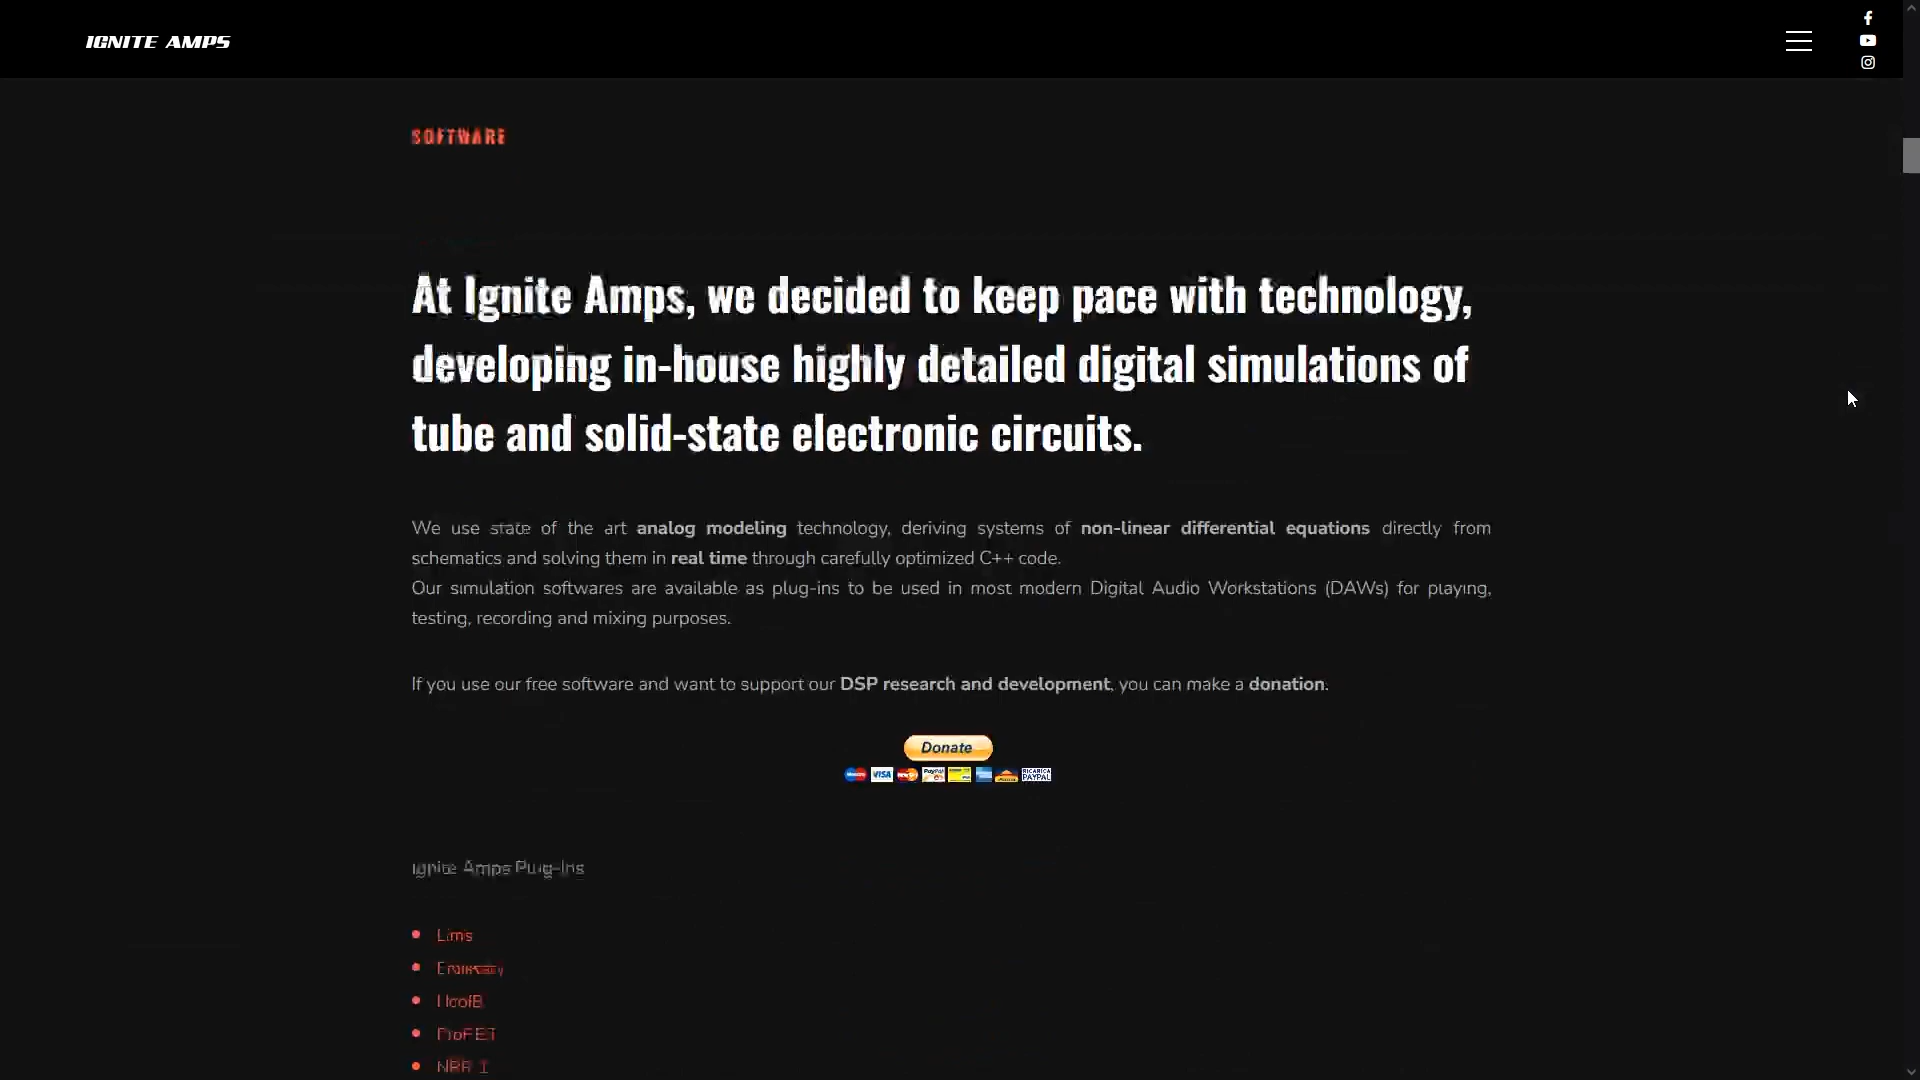 IGNITE AMPS
SOFTWARE
At Ignite Amps, we decided to keep pace with technology,
developing in-house highly detailed digital simulations of
tube and solid-state electronic circuits.
We use state of the art analog modeling technology, deriving systems of non-linear differential equations directly from
schematics and solving them in real time through carefully optimized C++ code.
Our simulation softwares are available as plug-ins to be used in most modern Digital Audio Workstations (DAWs) for playing,
testing, recording and mixing purposes.
If you use our free software and want to support our DSP research and development, you can make a donation.
Donate
VISA PayPal RICARICA
PAYPAL
Ignite Amps Plug-Ins
ProFET